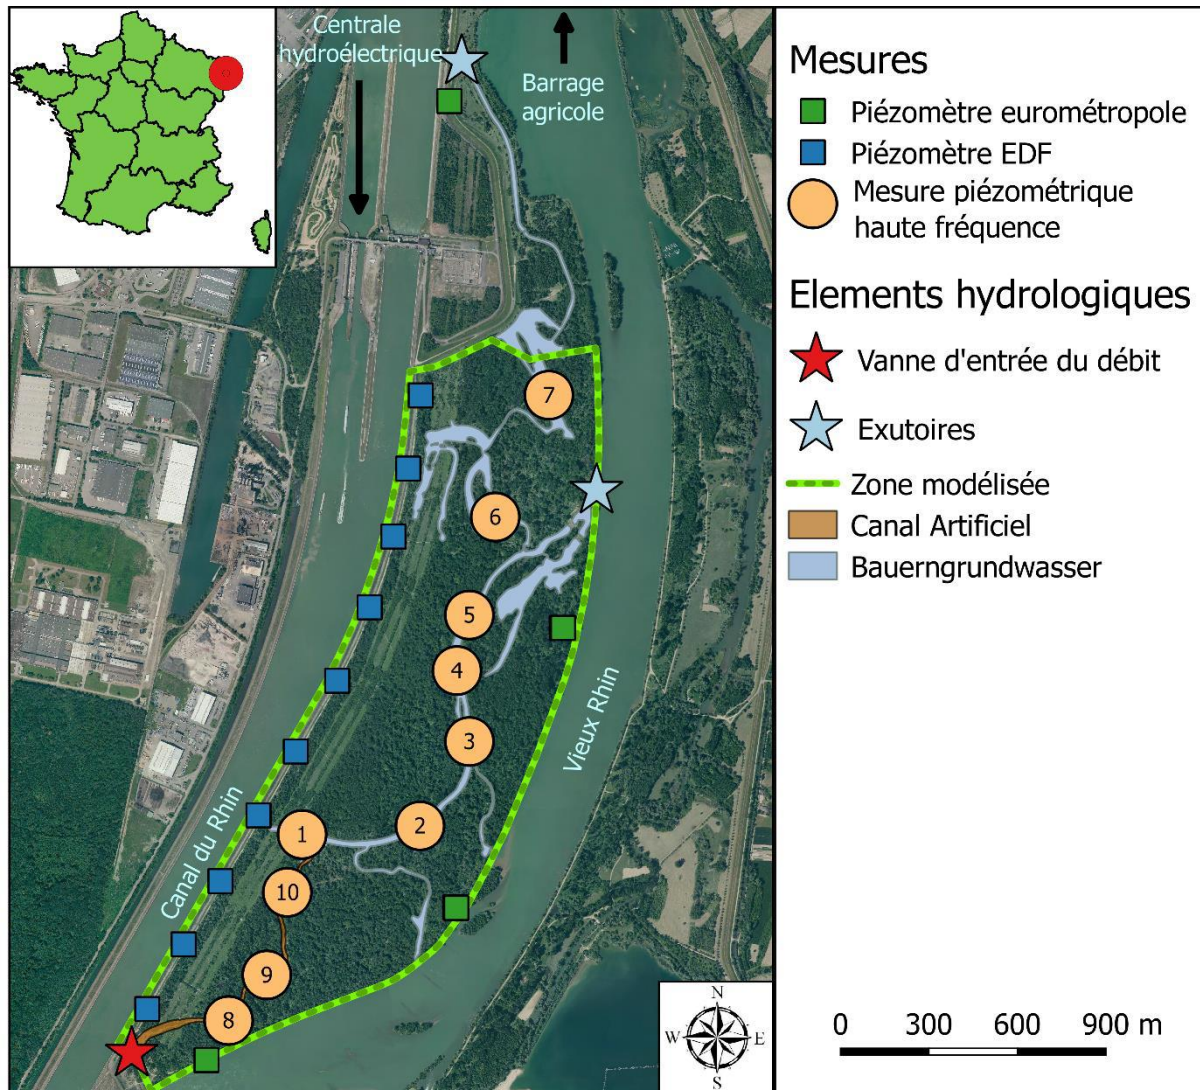 Centrale
hydroélectrique
Barrage
agricole
7
6
5
4
3
2
1
10
9
8
Canal du Rhin
Vieux Rhin
N
W E
S
Mesures
Piézomètre eurométropole
Piézomètre EDF
Mesure piézométrique
haute fréquence
Elements hydrologiques
Vanne d'entrée du débit
Exutoires
Zone modélisée
Canal Artificiel
Bauerngrundwasser
0 300 600 900 m